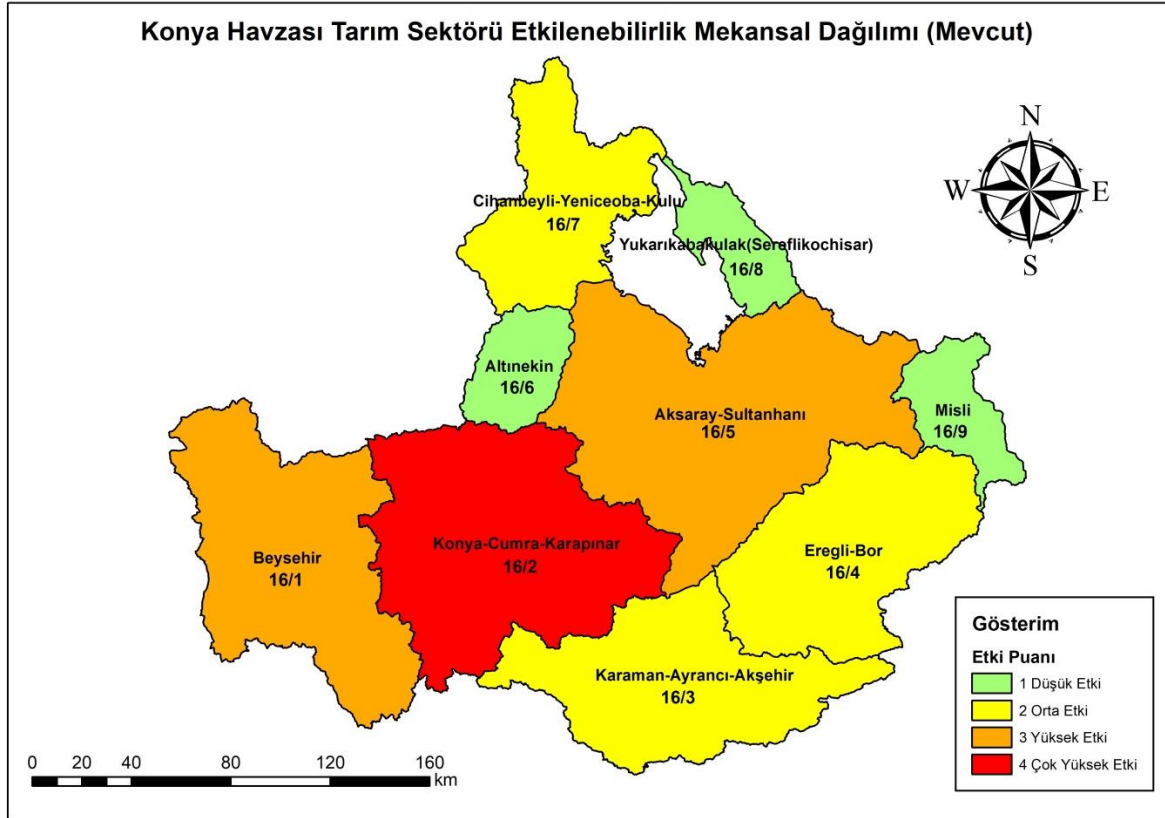 Konya Havzası Tarım Sektörü Etkilenebilirlik Mekansal Dağılımı (Mevcut)
N
W
E
S
Cihanbeyli-Yeniceoba-Kulu
16/7
Yukarıkabakulak(Sereflikochisar)
16/8
Altınekin
16/6
Aksaray-Sultanhanı
16/5
Misli
16/9
Beysehir
16/1
Konya-Cumra-Karapınar
16/2
Eregli-Bor
16/4
Karaman-Ayrancı-Akşehir
16/3
Gösterim
Etki Puanı
1 Düşük Etki
2 Orta Etki
3 Yüksek Etki
4 Çok Yüksek Etki
0 20 40 80 120 160
km